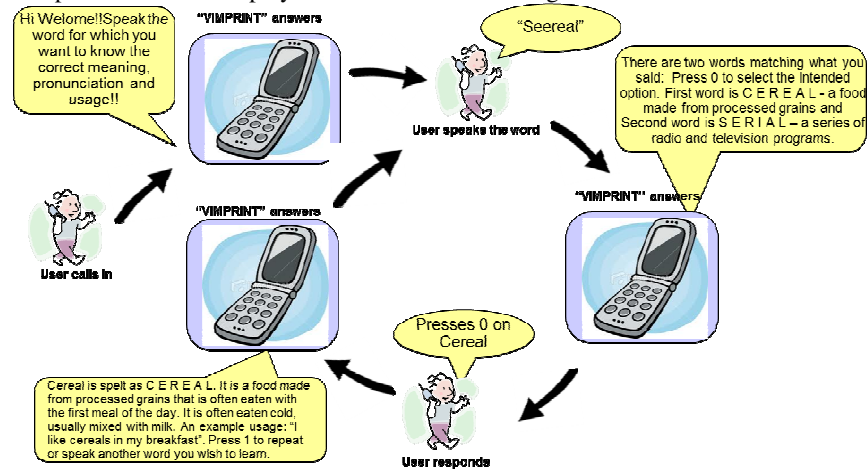 "VIMPRINT" answers
Hi Welome!!Speak the
word for which you
want to know the
correct meaning,
pronunciation and
usage!!
"Seereal"
User speaks the word
There are two words matching what you
said: Press 0 to select the Intended
option. First word is C E R E A L - a food
made from processed grains and
Second word is S E R I A L – a series of
radio and television programs.
"VIMPRINT" answers
User calls in
"VIMPRINT" answers
Presses 0 on
Cereal
Cereal is spelt as C E R E A L. It is a food made
from processed grains that is often eaten with
the first meal of the day. It is often eaten cold,
usually mixed with milk. An example usage: "I
like cereals in my breakfast". Press 1 to repeat
or speak another word you wish to learn.
User responds